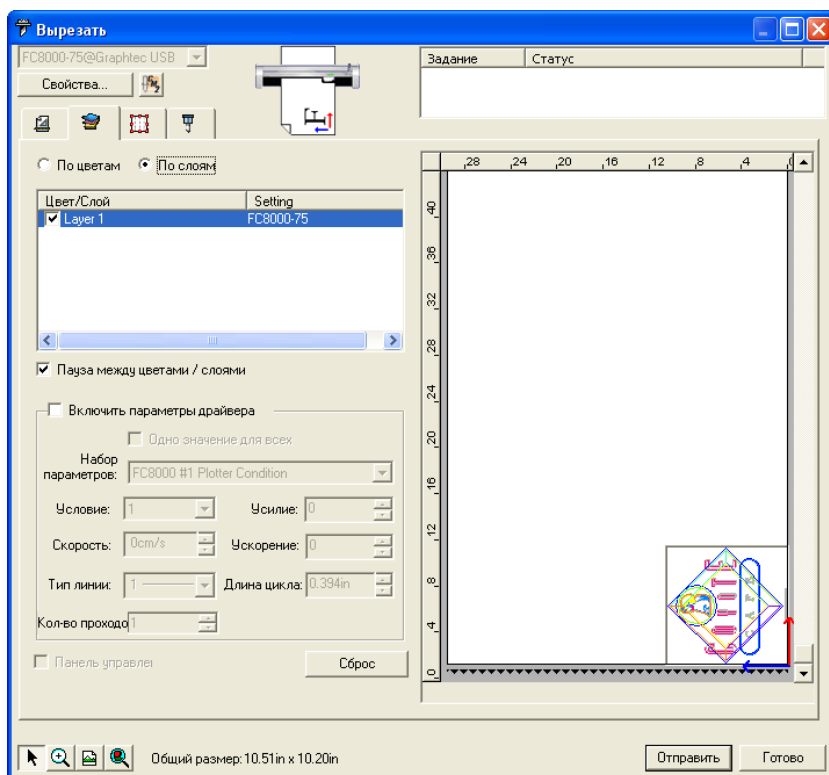 Вырезать
FC8000-75@Graphtec USB
Задание Статус
Свойства...
По цветам По слоям
Цвет/Слой Setting
Layer 1 FC8000-75
Пауза между цветами / слоями
Включить параметры драйвера
Одно значение для всех
Набор
параметров: FC8000 #1 Plotter Condition
Условие: 1 Усилие: 0
Скорость: 0cm/s Ускорение: 0
Тип линии: 1 Длина цикла: 0.394in
Кол-во проходо 1
Панель управлен
Сброс
28 24 20 16 12 8 4 0
40
36
32
28
24
20
16
12
8
4
0
Общий размер: 10.51in x 10.20in
Отправить Готово